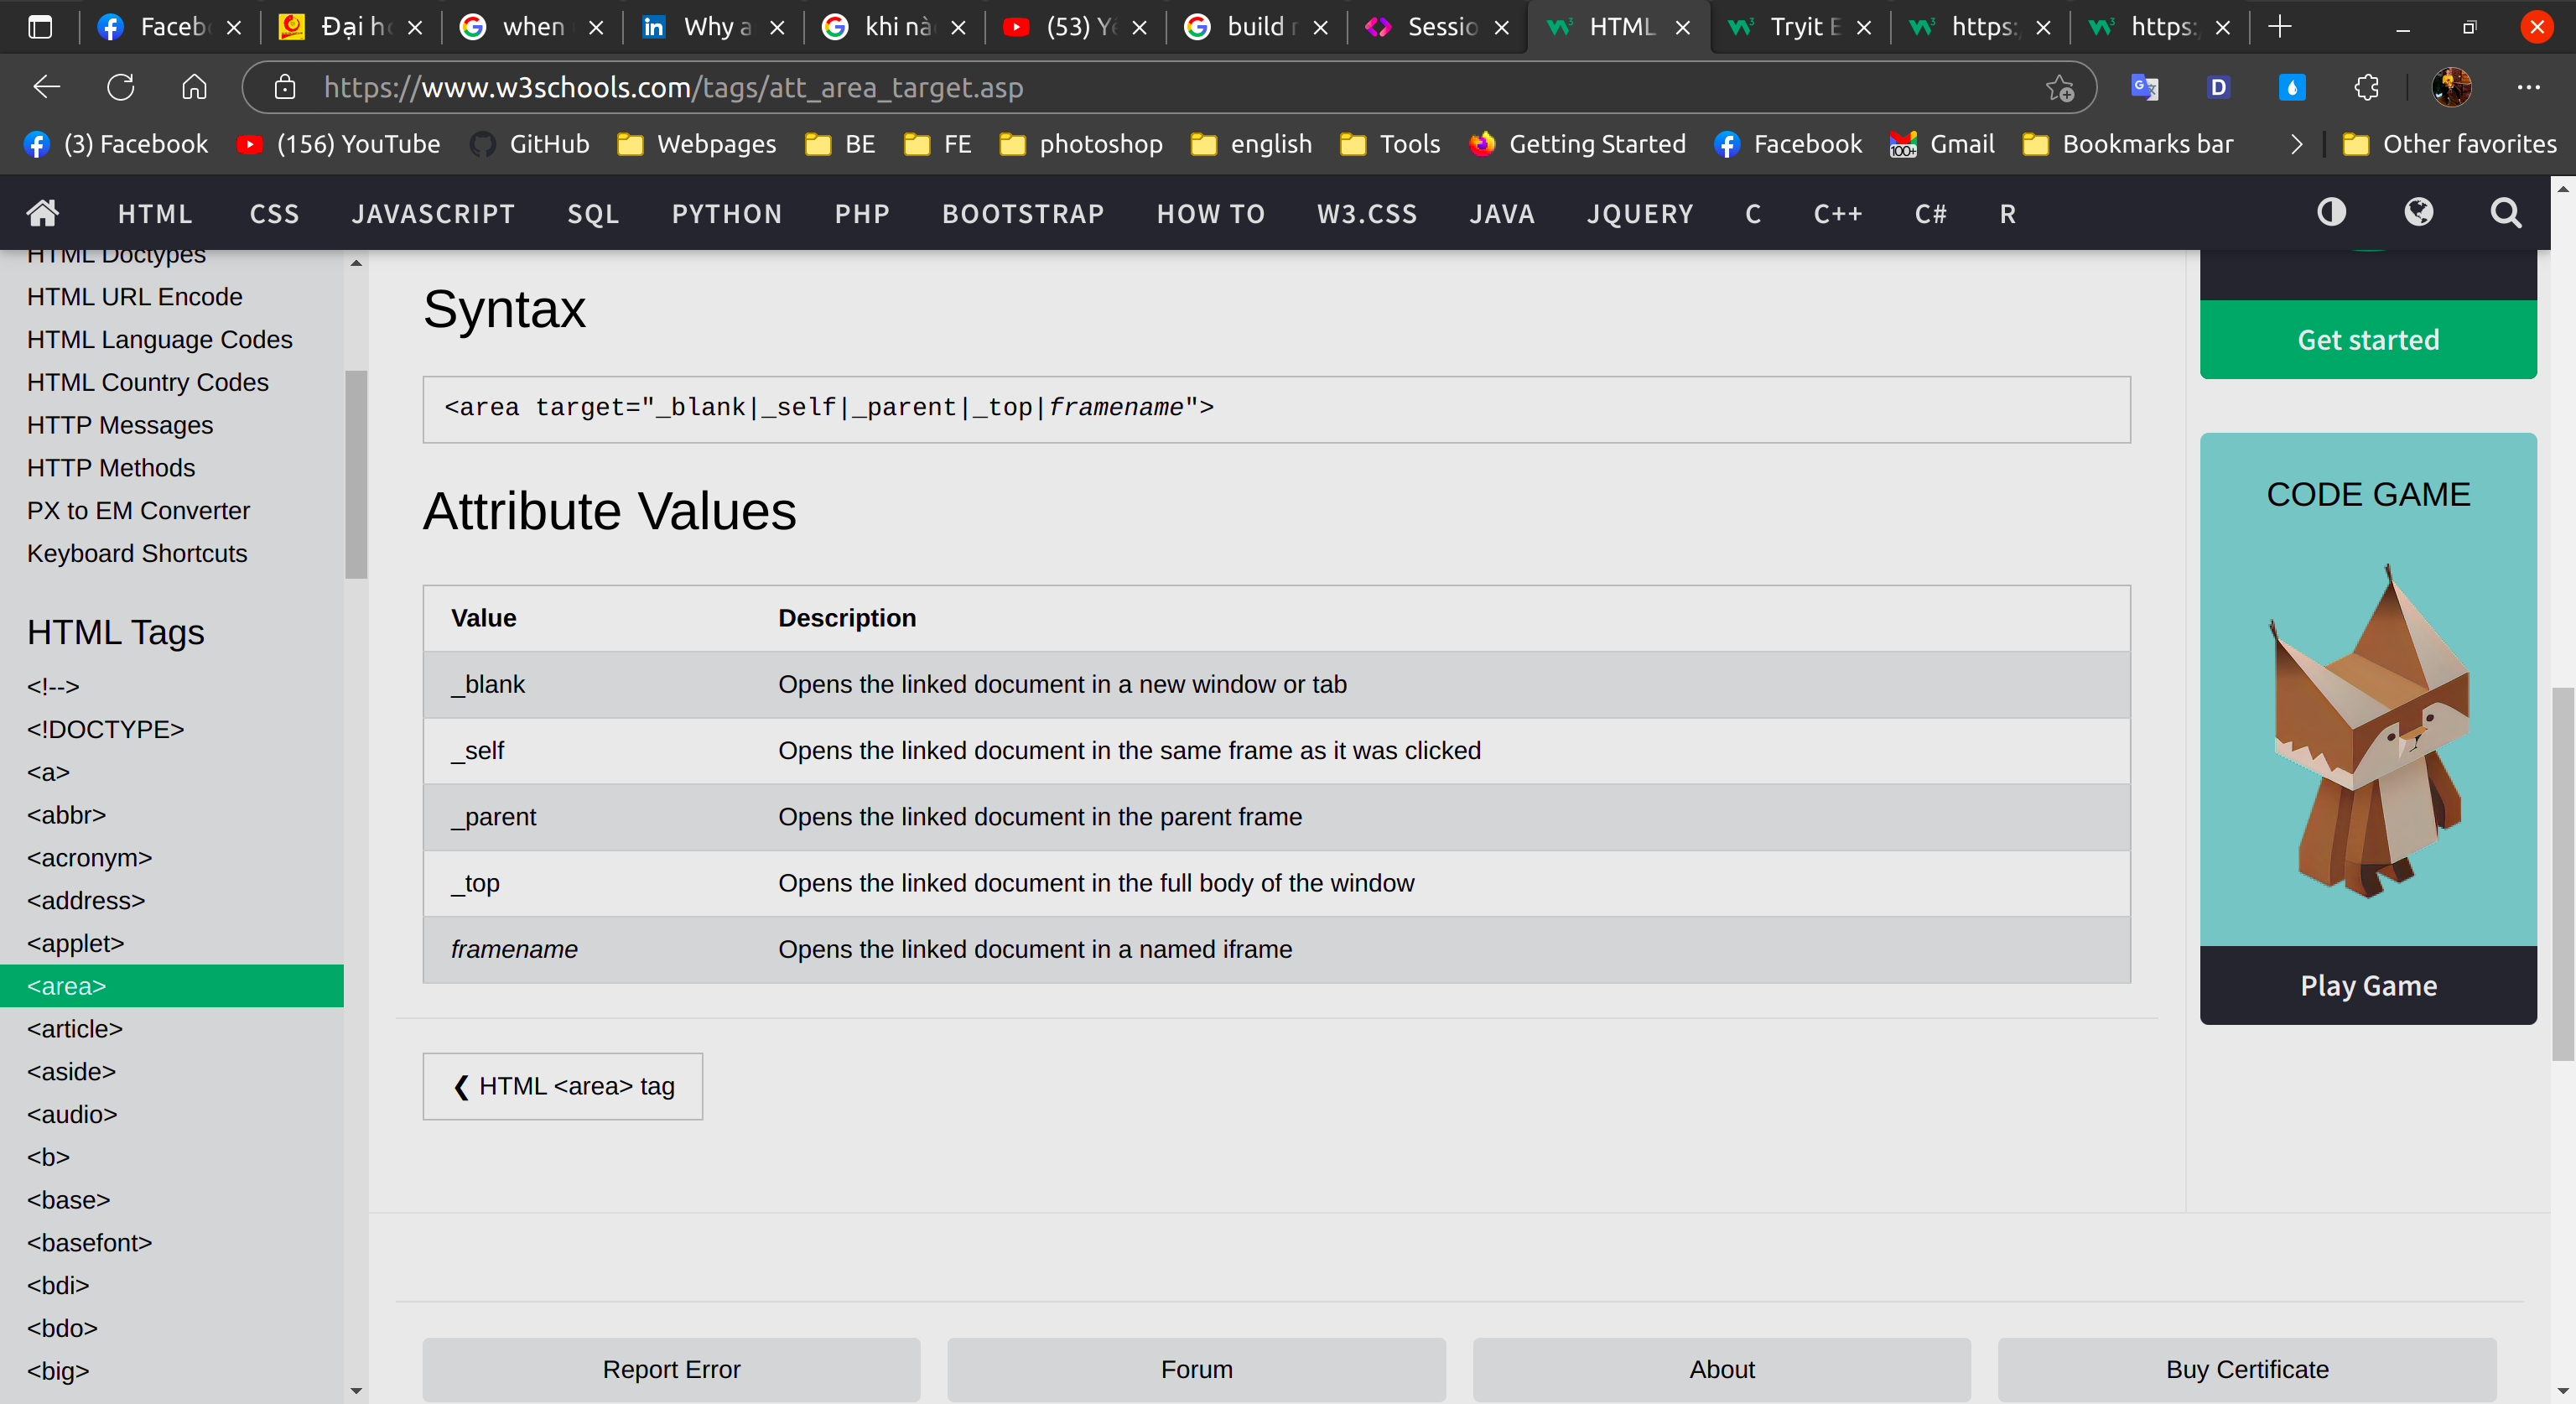 Faceb
Đại họ
when
Why a
khi nà
(53) Yê
build r
Sessio
HTML
Tryit E
https:
https:
https://www.w3schools.com/tags/att_area_target.asp
(3) Facebook
(156) YouTube
GitHub
Webpages
BE
FE
photoshop
english
Tools
Getting Started
Facebook
100+
Gmail
Bookmarks bar
Other favorites
HTML CSS JAVASCRIPT SQL PYTHON PHP BOOTSTRAP HOW TO W3.CSS JAVA JQUERY C C++ C# R
HTML Doctypes
HTML URL Encode
HTML Language Codes
HTML Country Codes
HTTP Messages
HTTP Methods
PX to EM Converter
Keyboard Shortcuts
HTML Tags
<!-->
<!DOCTYPE>
<a>
<abbr>
<acronym>
<address>
<applet>
<area>
<article>
<aside>
<audio>
<b>
<base>
<basefont>
<bdi>
<bdo>
<big>
Syntax
<area target="_blank|_self|_parent|_top|framename">
Attribute Values
Value Description
_blank Opens the linked document in a new window or tab
_self Opens the linked document in the same frame as it was clicked
_parent Opens the linked document in the parent frame
_top Opens the linked document in the full body of the window
framename Opens the linked document in a named iframe
❮ HTML <area> tag
Get started
CODE GAME
Play Game
Report Error
Forum
About
Buy Certificate